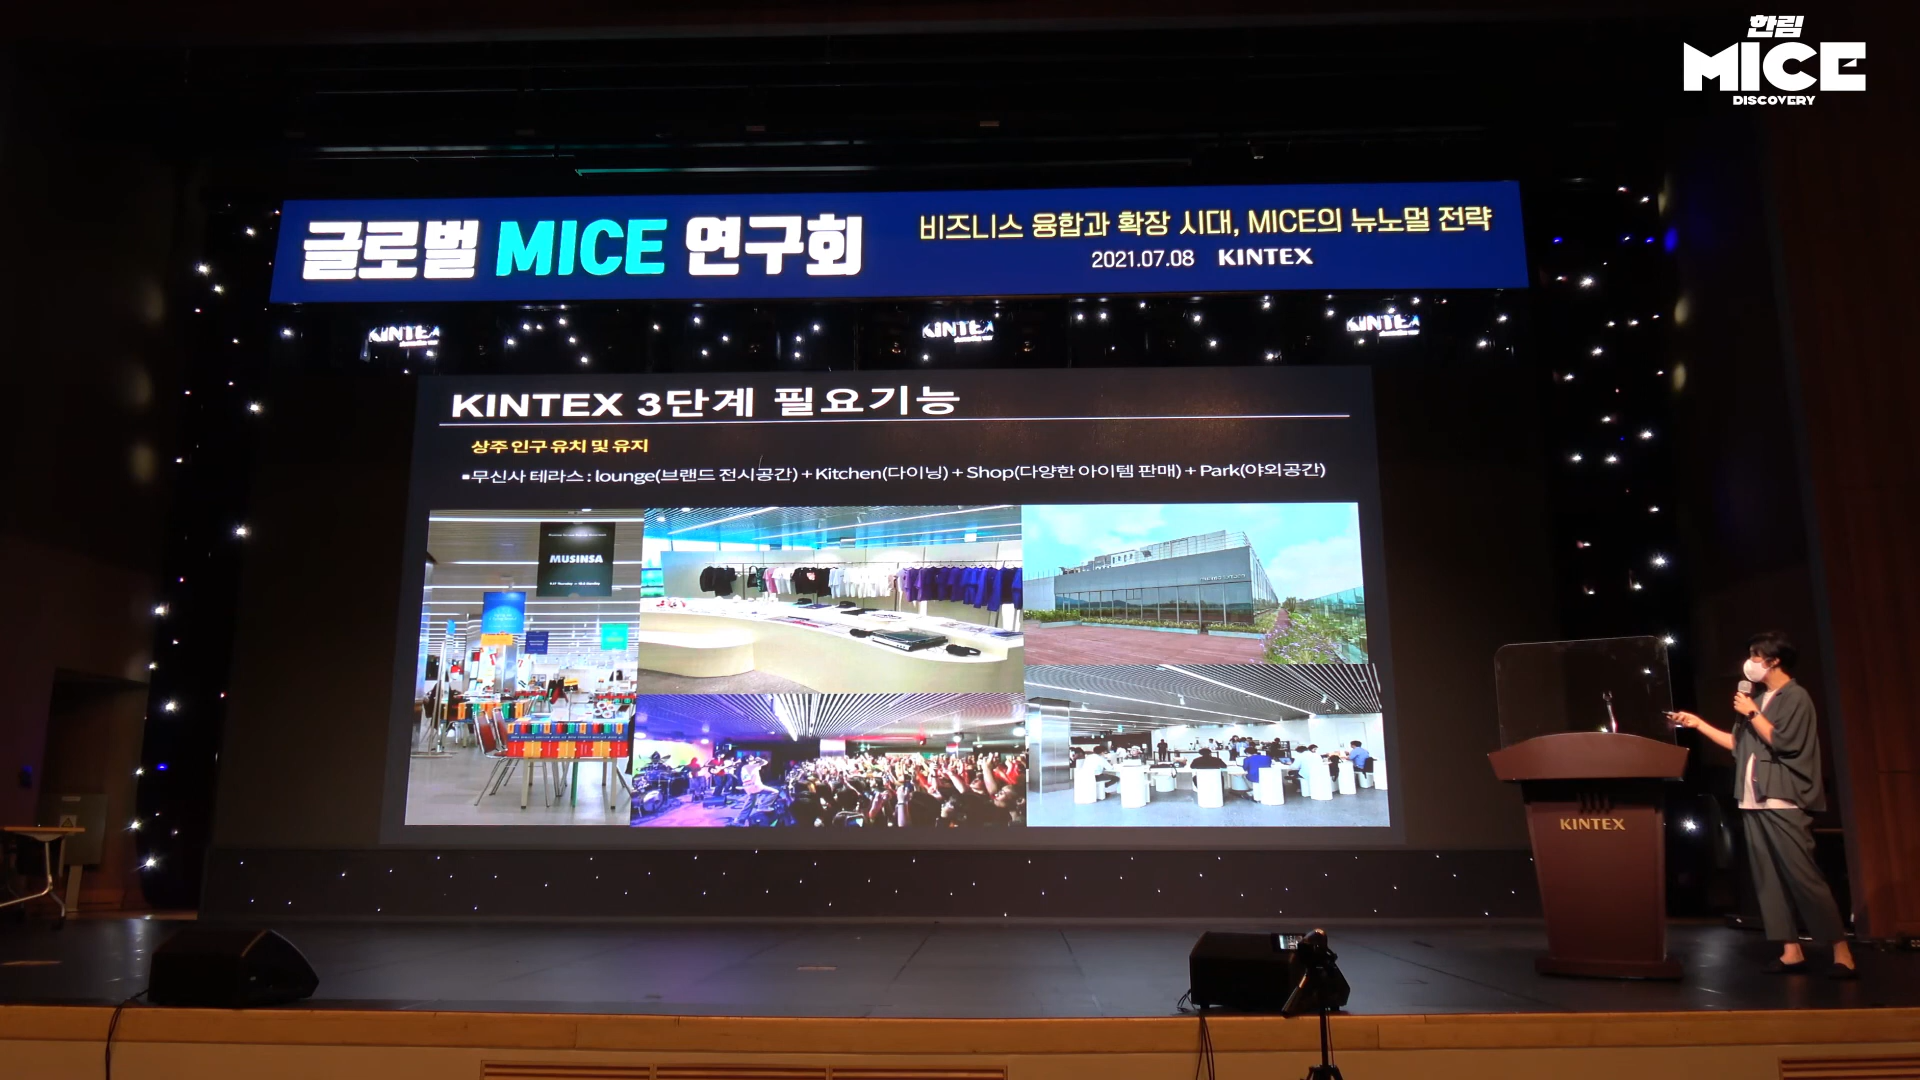 한림
MICE
DISCOVERY
글로벌 MICE 연구회
비즈니스 융합과 확장 시대, MICE의 뉴노멀 전략
2021.07.08 KINTEX
KINTEX
KINTEX
KINTEX
KINTEX 3단계 필요기능
상주 인구 유치 및 유지
▪무신사 테라스 : lounge(브랜드 전시공간) + Kitchen(다이닝) + Shop(다양한 아이템 판매) + Park(야외공간)
MUSINSA
KINTEX